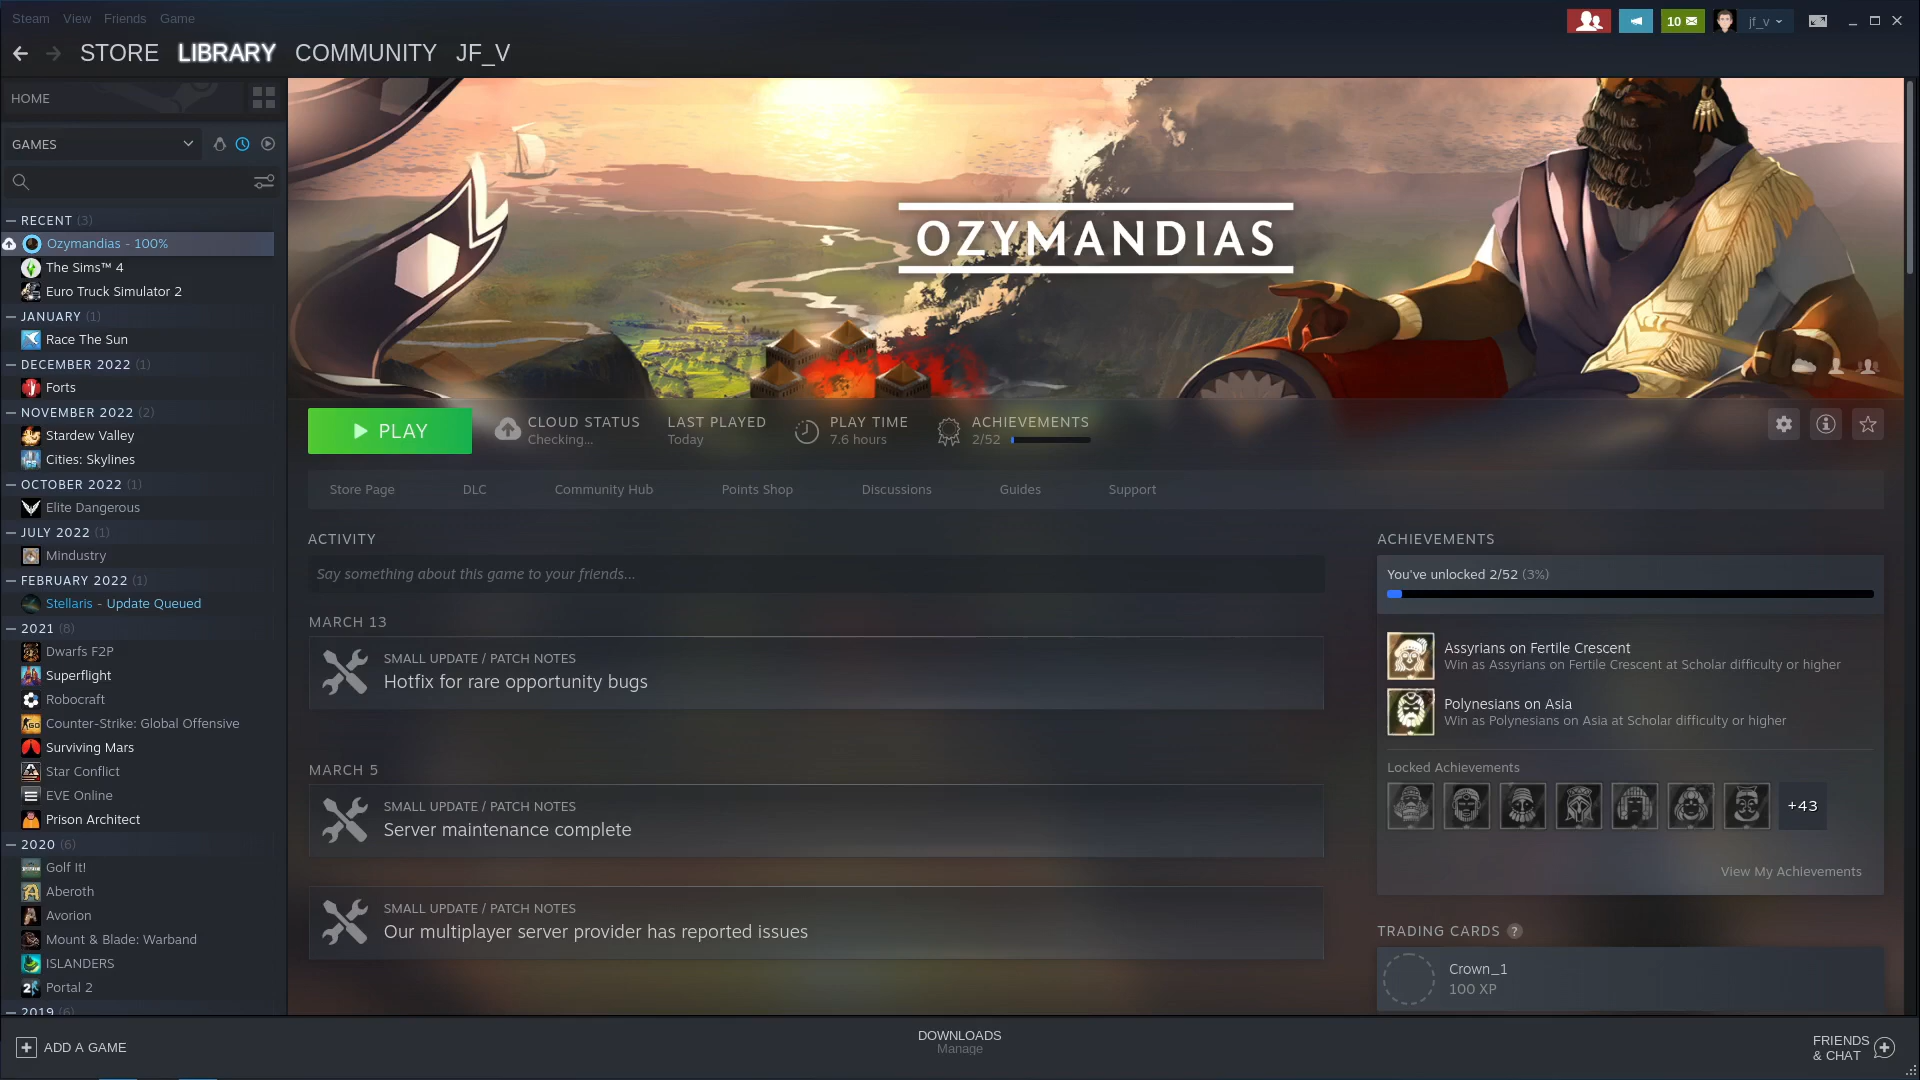 Steam View Friends Game
10 jf_v
STORE LIBRARY COMMUNITY JF_V
HOME
GAMES
— RECENT (3)
Ozymandias - 100%
The Sims™ 4
Euro Truck Simulator 2
— JANUARY (1)
Race The Sun
— DECEMBER 2022 (1)
Forts
— NOVEMBER 2022 (2)
Stardew Valley
Cities: Skylines
— OCTOBER 2022 (1)
Elite Dangerous
— JULY 2022 (1)
Mindustry
— FEBRUARY 2022 (1)
Stellaris - Update Queued
— 2021 (8)
Dwarfs F2P
Superflight
Robocraft
Counter-Strike: Global Offensive
Surviving Mars
Star Conflict
EVE Online
Prison Architect
— 2020 (6)
Golf It!
Aberoth
Avorion
Mount & Blade: Warband
ISLANDERS
Portal 2
— 2019 (6)
OZYMANDIAS
PLAY
CLOUD STATUS
Checking...
LAST PLAYED
Today
PLAY TIME
7.6 hours
ACHIEVEMENTS
2/52
Store Page DLC Community Hub Points Shop Discussions Guides Support
ACTIVITY
Say something about this game to your friends...
MARCH 13
SMALL UPDATE / PATCH NOTES
Hotfix for rare opportunity bugs
MARCH 5
SMALL UPDATE / PATCH NOTES
Server maintenance complete
SMALL UPDATE / PATCH NOTES
Our multiplayer server provider has reported issues
ACHIEVEMENTS
You've unlocked 2/52 (3%)
Assyrians on Fertile Crescent
Win as Assyrians on Fertile Crescent at Scholar difficulty or higher
Polynesians on Asia
Win as Polynesians on Asia at Scholar difficulty or higher
Locked Achievements
+43
View My Achievements
TRADING CARDS ?
Crown_1
100 XP
ADD A GAME
DOWNLOADS
Manage
FRIENDS
& CHAT